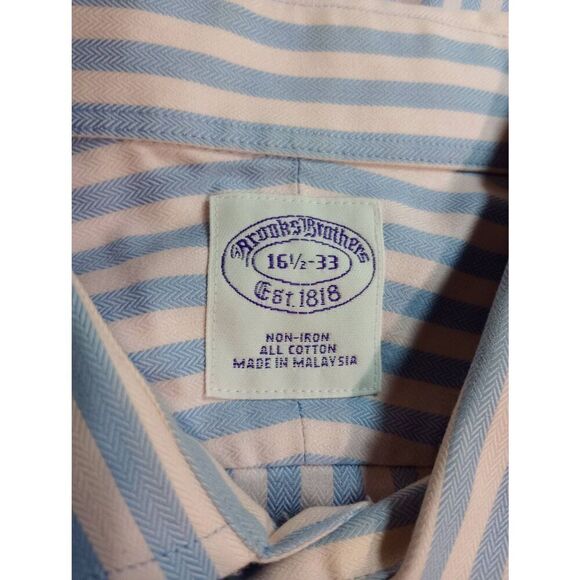 Brooks Brothers
16½-33
Est. 1818
NON-IRON
ALL COTTON
MADE IN MALAYSIA